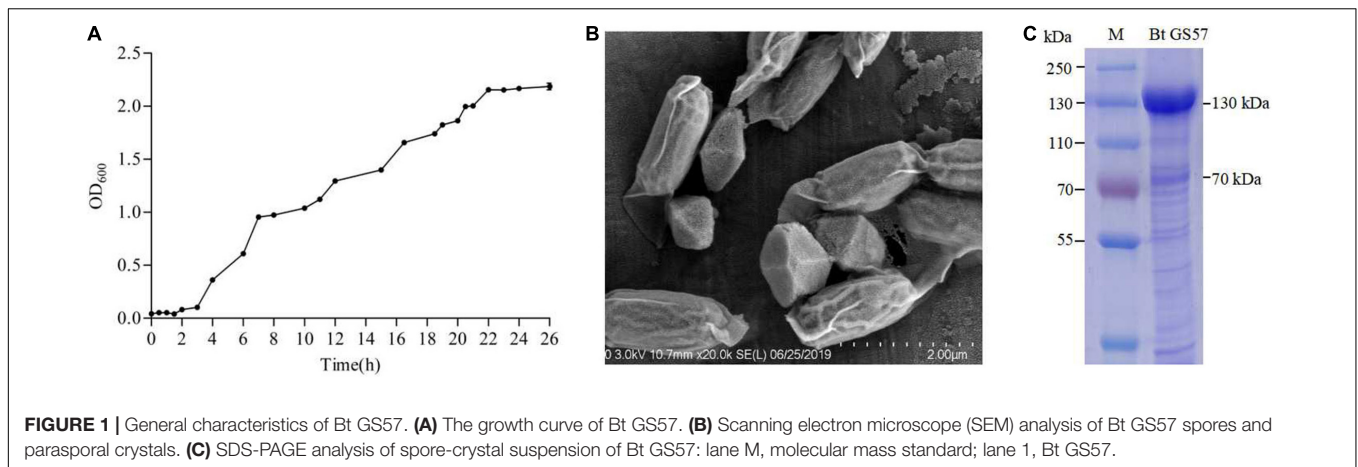 A
2.5
2.0
1.5
1.0
0.5
0.0
OD600
0 2 4 6 8 10 12 14 16 18 20 22 24 26
Time(h)
B
0 3.0kV 10.7mm x20.0k SE(L) 06/25/2019 2.00μm
C kDa M Bt GS57
250
130
110
70
55
130 kDa
70 kDa
FIGURE 1 | General characteristics of Bt GS57. (A) The growth curve of Bt GS57. (B) Scanning electron microscope (SEM) analysis of Bt GS57 spores and
parasporal crystals. (C) SDS-PAGE analysis of spore-crystal suspension of Bt GS57: lane M, molecular mass standard; lane 1, Bt GS57.